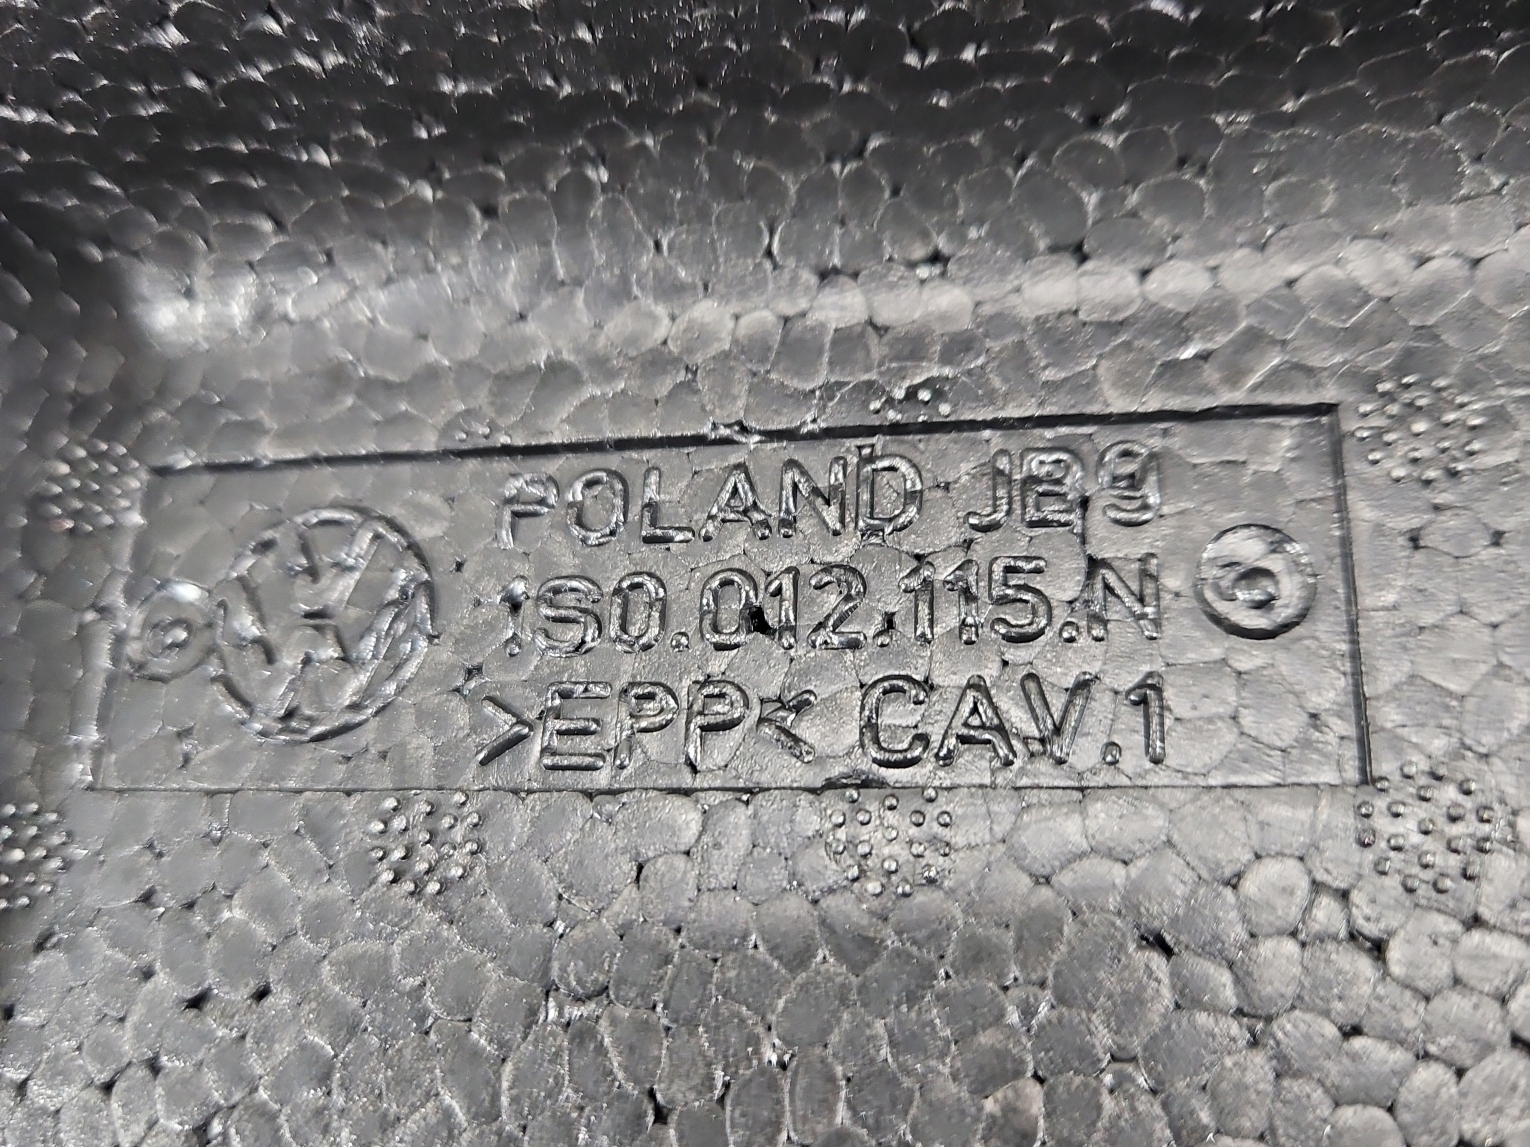 POLAND JB9
1S0.012.115.N
>EPP< CAV.1